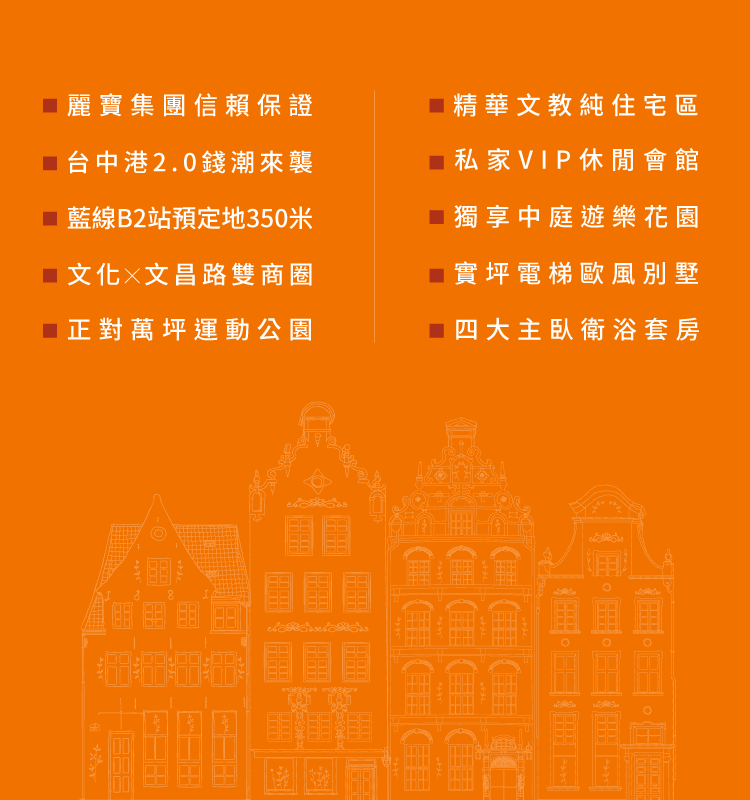 麗寶集團信賴保證
台中港2.0錢潮來襲
藍線B2站預定地350米
文化×文昌路雙商圈
正對萬坪運動公園
精華文教純住宅區
私家VIP休閒會館
獨享中庭遊樂花園
實坪電梯歐風別墅
四大主臥衛浴套房